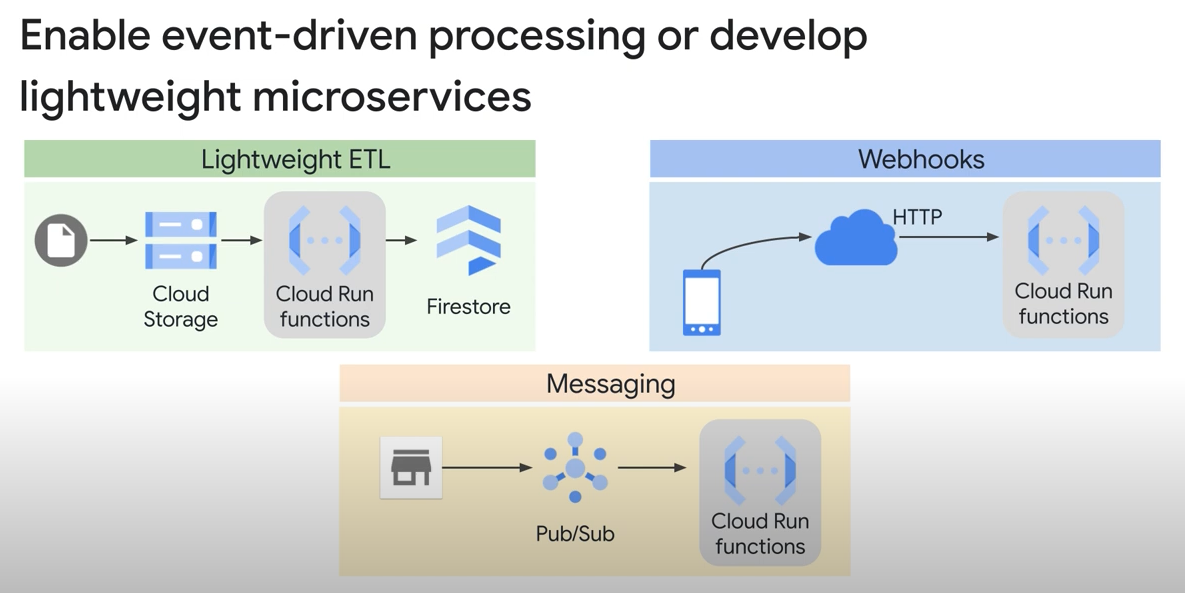 Enable event-driven processing or develop
lightweight microservices
Lightweight ETL
Cloud
Storage
Cloud Run
functions
Firestore
Webhooks
HTTP
Cloud Run
functions
Messaging
Pub/Sub
Cloud Run
functions